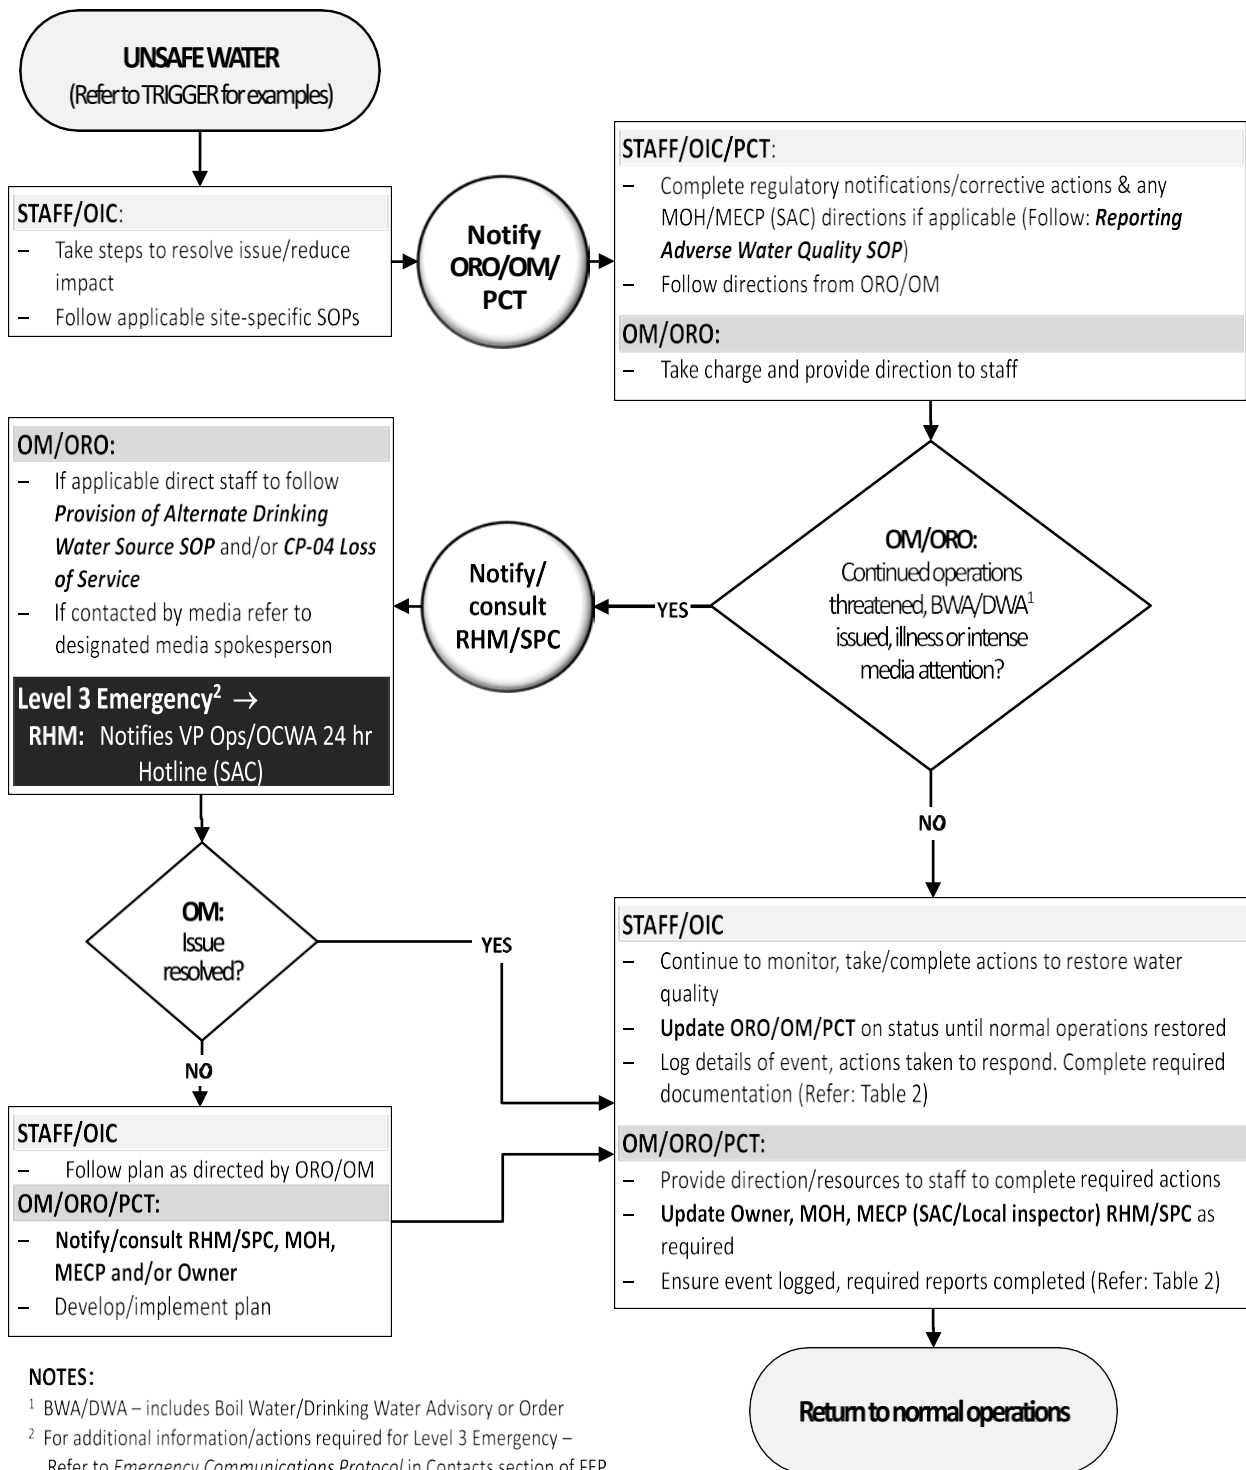 UNSAFE WATER
(Refer to TRIGGER for examples)
STAFF/OIC:
– Take steps to resolve issue/reduce
impact
– Follow applicable site-specific SOPs
Notify
ORO/OM/
PCT
STAFF/OIC/PCT:
– Complete regulatory notifications/corrective actions & any
MOH/MECP (SAC) directions if applicable (Follow: Reporting
Adverse Water Quality SOP)
– Follow directions from ORO/OM
OM/ORO:
– Take charge and provide direction to staff
OM/ORO:
Continued operations
threatened, BWA/DWA¹
issued, illness or intense
media attention?
YES
Notify/
consult
RHM/SPC
OM/ORO:
– If applicable direct staff to follow
Provision of Alternate Drinking
Water Source SOP and/or CP-04 Loss
of Service
– If contacted by media refer to
designated media spokesperson
Level 3 Emergency² →
RHM: Notifies VP Ops/OCWA 24 hr
Hotline (SAC)
NO
OM:
Issue
resolved?
YES
NO
STAFF/OIC
– Follow plan as directed by ORO/OM
OM/ORO/PCT:
– Notify/consult RHM/SPC, MOH,
MECP and/or Owner
– Develop/implement plan
STAFF/OIC
– Continue to monitor, take/complete actions to restore water
quality
– Update ORO/OM/PCT on status until normal operations restored
– Log details of event, actions taken to respond. Complete required
documentation (Refer: Table 2)
OM/ORO/PCT:
– Provide direction/resources to staff to complete required actions
– Update Owner, MOH, MECP (SAC/Local inspector) RHM/SPC as
required
– Ensure event logged, required reports completed (Refer: Table 2)
Return to normal operations
NOTES:
¹ BWA/DWA – includes Boil Water/Drinking Water Advisory or Order
² For additional information/actions required for Level 3 Emergency –
Refer to Emergency Communications Protocol in Contacts section of FEP